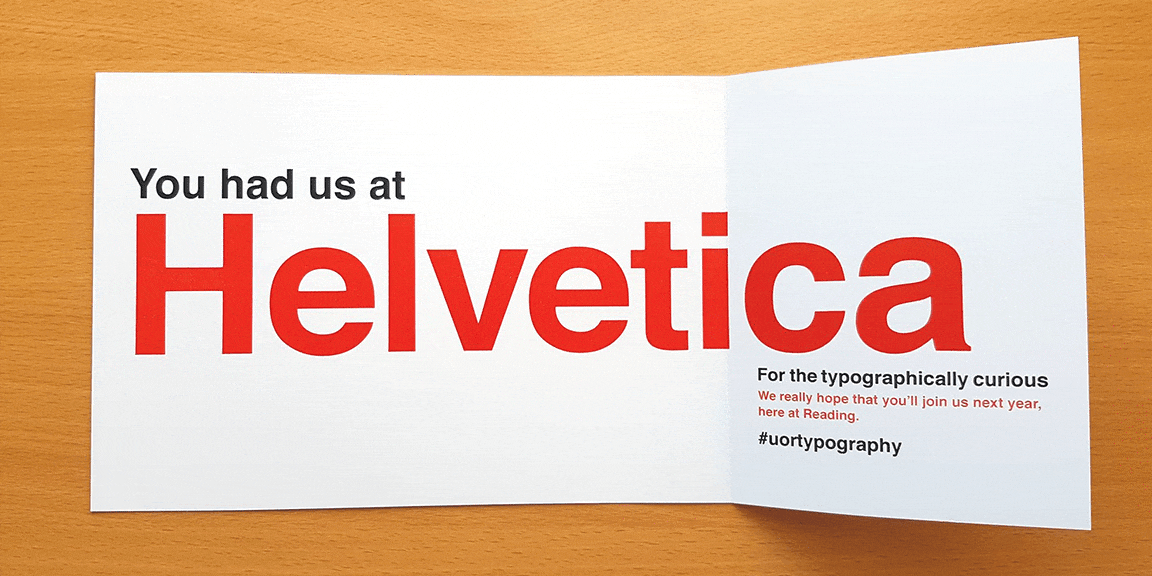 You had us at
Helvetica
For the typographically curious
We really hope that you'll join us next year,
here at Reading.
#uortypography